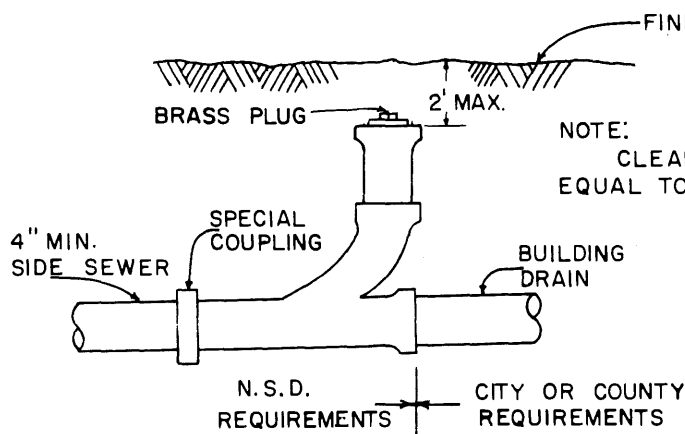 FIN
BRASS PLUG
2' MAX.
NOTE:
CLEA
EQUAL TO
4" MIN.
SIDE SEWER
SPECIAL
COUPLING
BUILDING
DRAIN
N.S.D.
REQUIREMENTS
CITY OR COUNTY
REQUIREMENTS